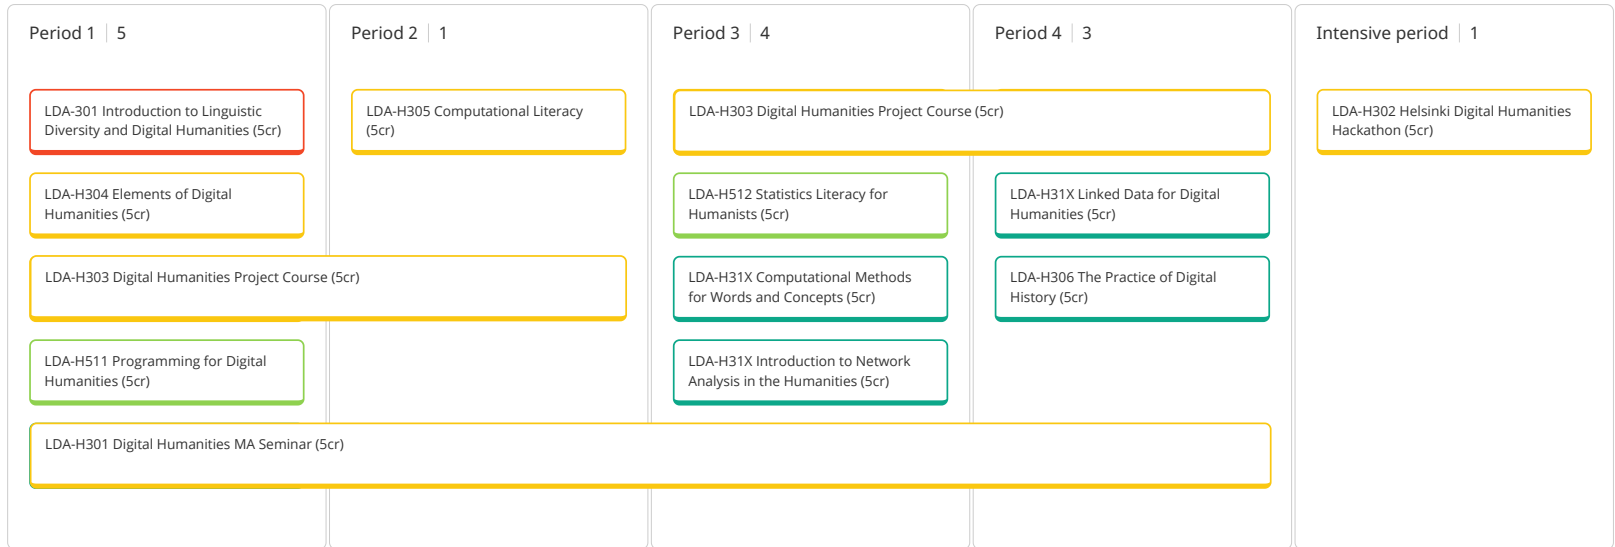 Period 1 | 5
LDA-301 Introduction to Linguistic
Diversity and Digital Humanities (5cr)
LDA-H304 Elements of Digital
Humanities (5cr)
LDA-H303 Digital Humanities Project Course (5cr)
LDA-H511 Programming for Digital
Humanities (5cr)
LDA-H301 Digital Humanities MA Seminar (5cr)
Period 2 | 1
LDA-H305 Computational Literacy
(5cr)
Period 3 | 4
LDA-H303 Digital Humanities Project Course (5cr)
LDA-H512 Statistics Literacy for
Humanists (5cr)
LDA-H31X Computational Methods
for Words and Concepts (5cr)
LDA-H31X Introduction to Network
Analysis in the Humanities (5cr)
Period 4 | 3
LDA-H31X Linked Data for Digital
Humanities (5cr)
LDA-H306 The Practice of Digital
History (5cr)
Intensive period | 1
LDA-H302 Helsinki Digital Humanities
Hackathon (5cr)